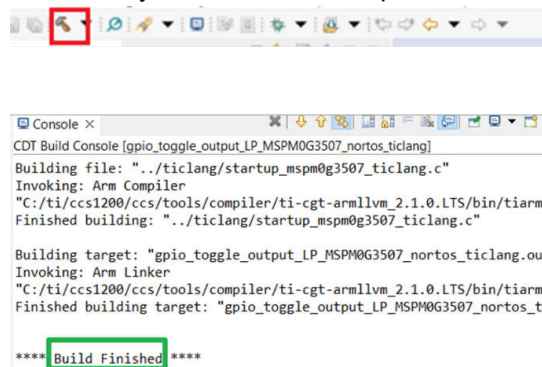 Console
CDT Build Console [gpio_toggle_output_LP_MSPM0G3507_nortos_ticlang]
Building file: "../ticlang/startup_mspm0g3507_ticlang.c"
Invoking: Arm Compiler
"C:/ti/ccs1200/ccs/tools/compiler/ti-cgt-armllvm_2.1.0.LTS/bin/tiarm
Finished building: "../ticlang/startup_mspm0g3507_ticlang.c"
Building target: "gpio_toggle_output_LP_MSPM0G3507_nortos_ticlang.ou
Invoking: Arm Linker
"C:/ti/ccs1200/ccs/tools/compiler/ti-cgt-armllvm_2.1.0.LTS/bin/tiarm
Finished building target: "gpio_toggle_output_LP_MSPM0G3507_nortos_t
**** Build Finished ****